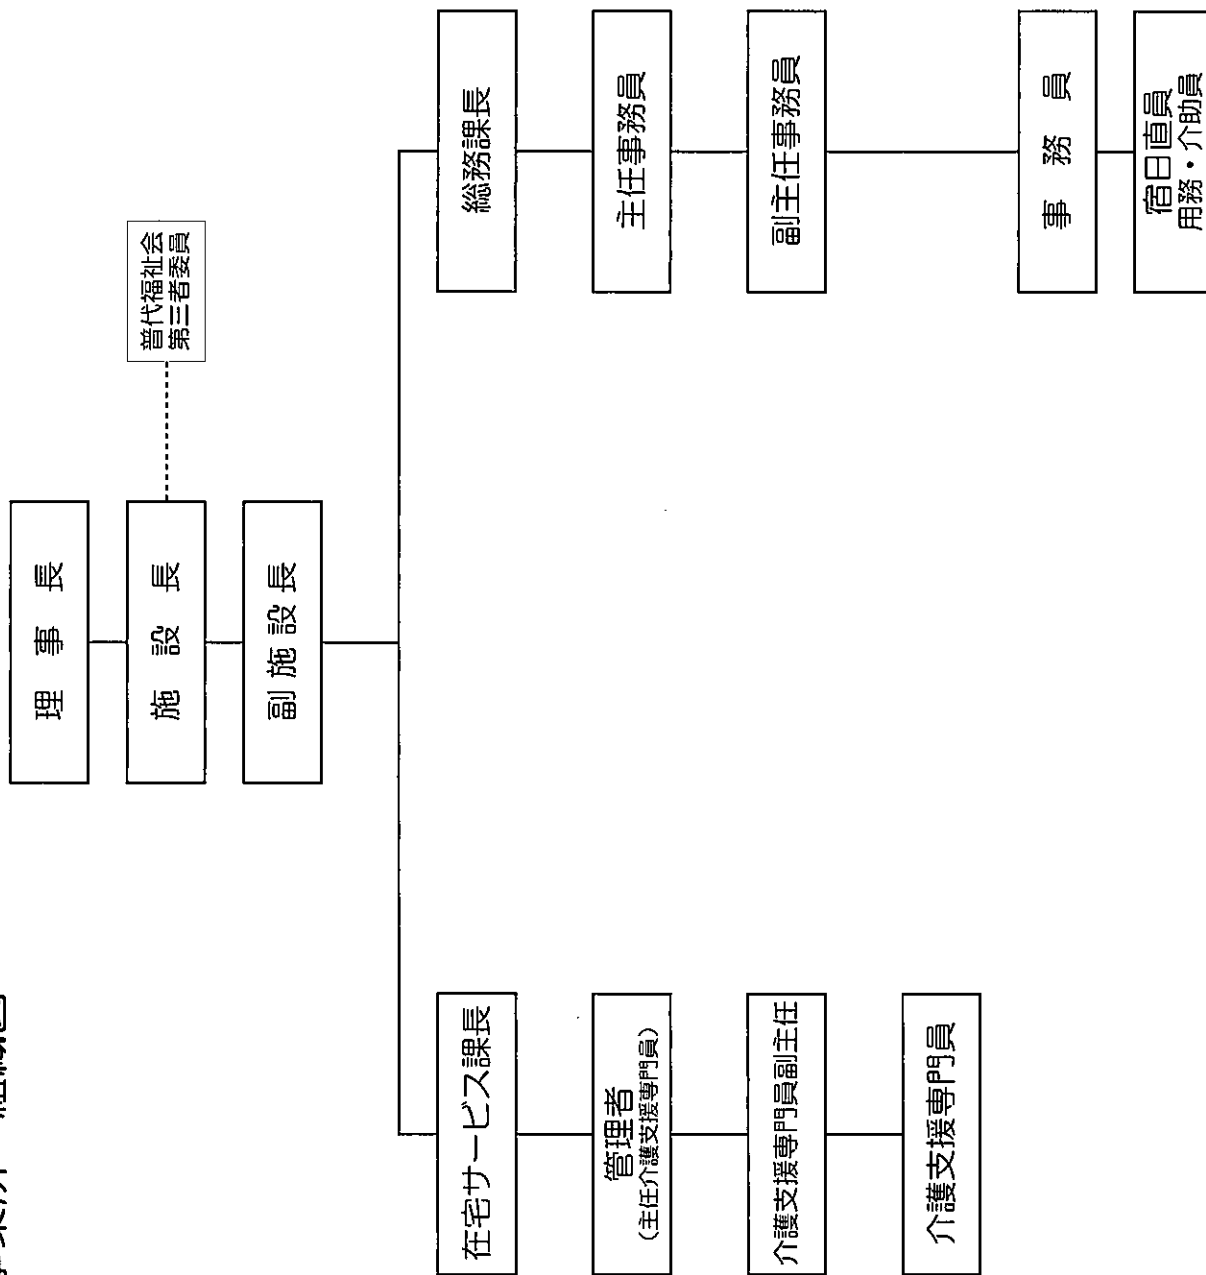 理事長
施設長
普代福祉会
第三者委員
副施設長
在宅サービス課長
管理者
(主任介護支援専門員)
介護支援専門員副主任
介護支援専門員
総務課長
主任事務員
副主任事務員
事務員
宿日直員
用務・介助員